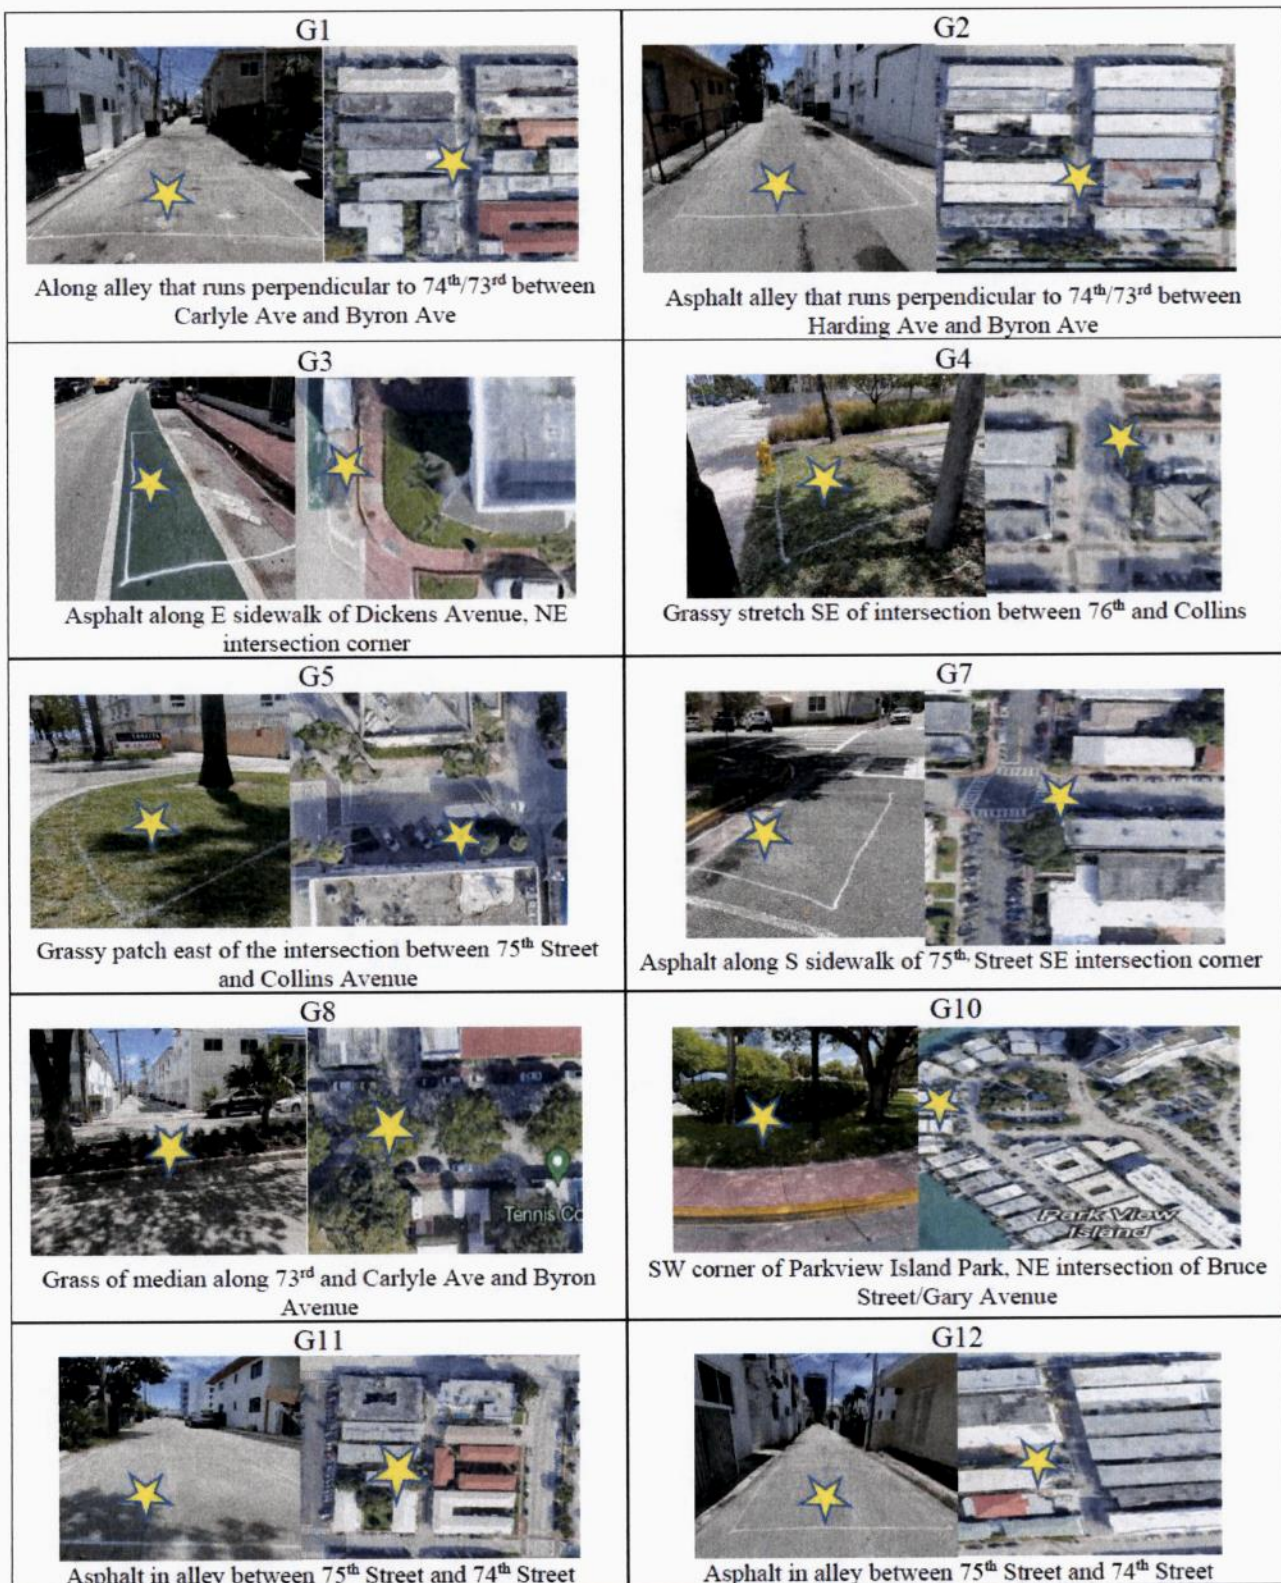 G1
Along alley that runs perpendicular to 74th/73rd between
Carlyle Ave and Byron Ave
G2
Asphalt alley that runs perpendicular to 74th/73rd between
Harding Ave and Byron Ave
G3
Asphalt along E sidewalk of Dickens Avenue, NE
intersection corner
G4
Grassy stretch SE of intersection between 76th and Collins
G5
Grassy patch east of the intersection between 75th Street
and Collins Avenue
G7
Asphalt along S sidewalk of 75th, Street SE intersection corner
G8
Tennis Co
Grass of median along 73rd and Carlyle Ave and Byron
Avenue
G10
Park View
Island
SW corner of Parkview Island Park, NE intersection of Bruce
Street/Gary Avenue
G11
Asphalt in alley between 75th Street and 74th Street
G12
Asphalt in alley between 75th Street and 74th Street